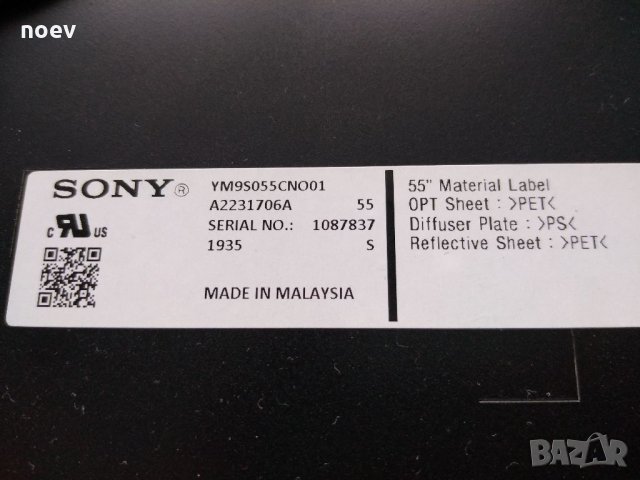 noev
SONY ®
YM9S055CNO01
A2231706A 55
SERIAL NO.: 1087837
1935 S
c RU US
MADE IN MALAYSIA
55" Material Label
OPT Sheet : >PET<
Diffuser Plate : >PS<
Reflective Sheet : >PET<
BAZAR